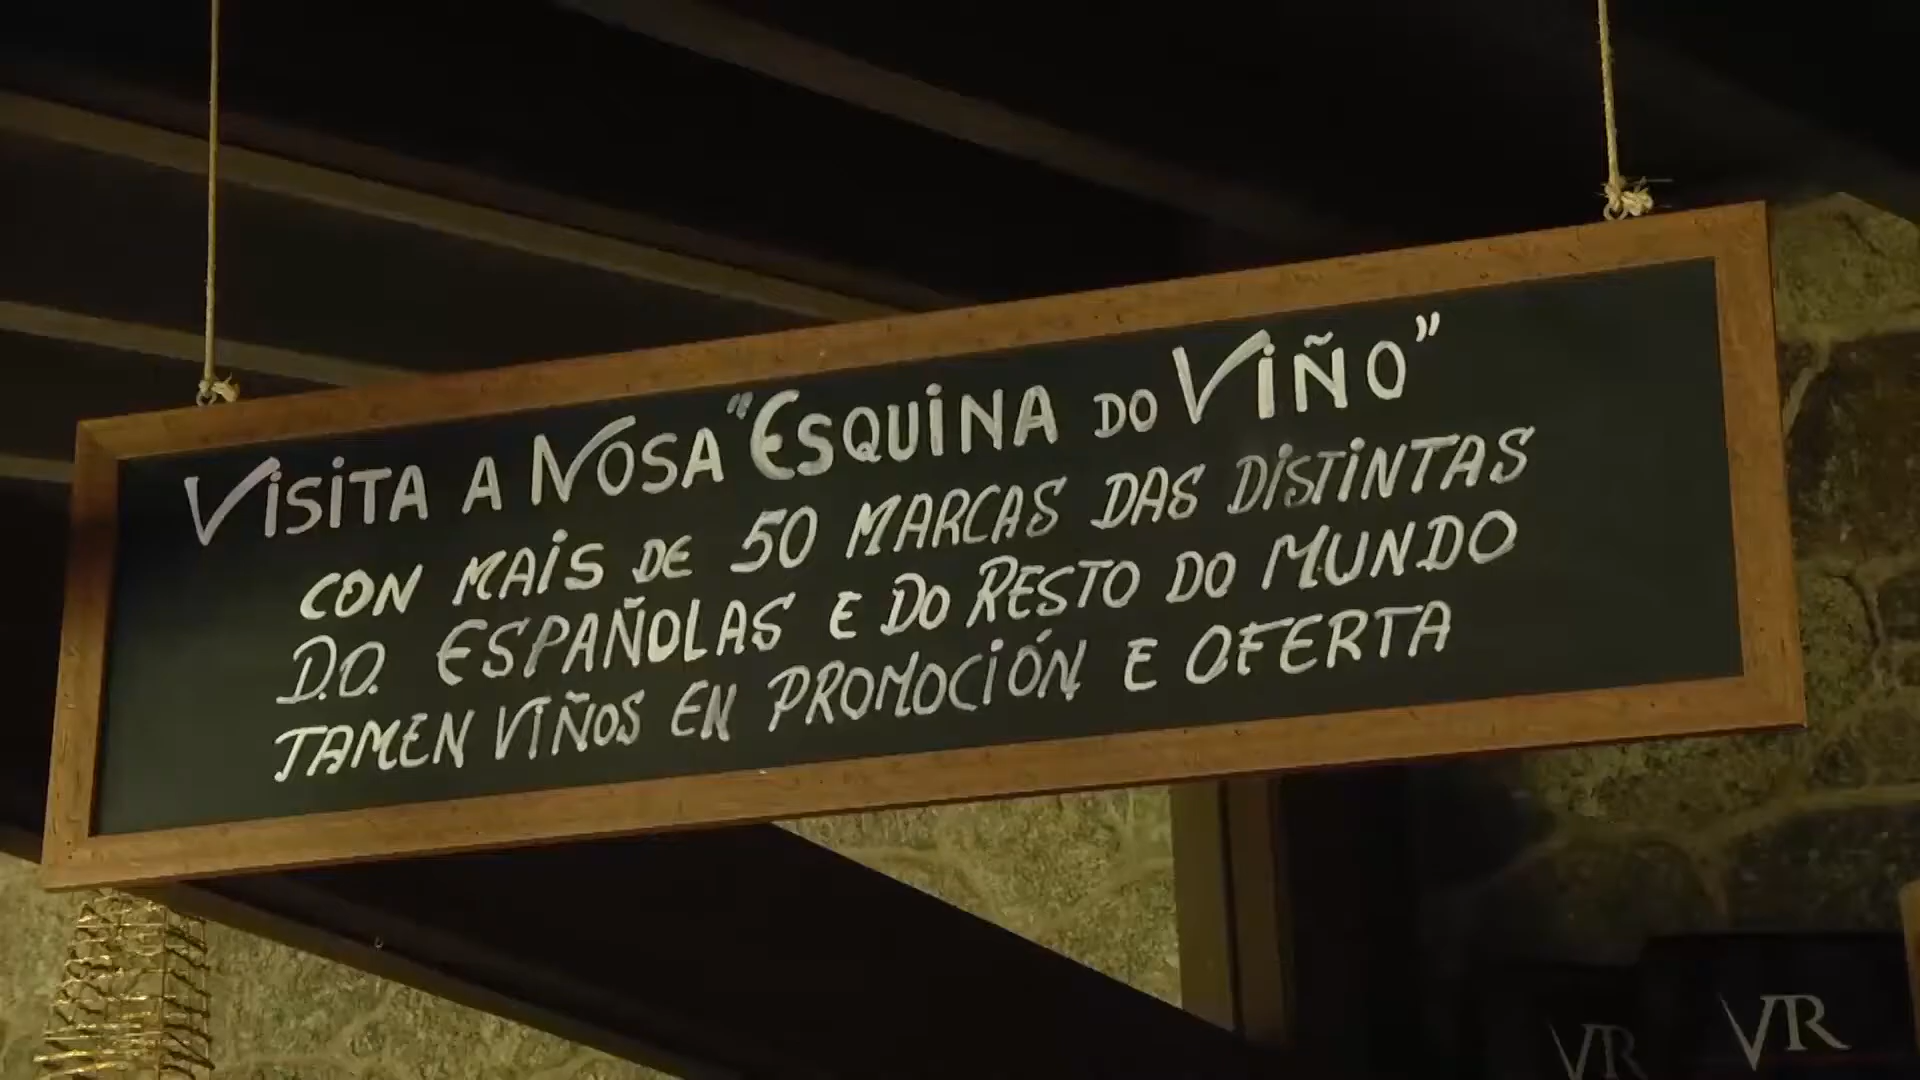 VISITA A NOSA "ESQUINA DO VIÑO"
CON MAIS DE 50 MARCAS DAS DISTINTAS
D.O. ESPAÑOLAS E DO RESTO DO MUNDO
TAMEN VIÑOS EN PROMOCIÓN E OFERTA
VR
VR